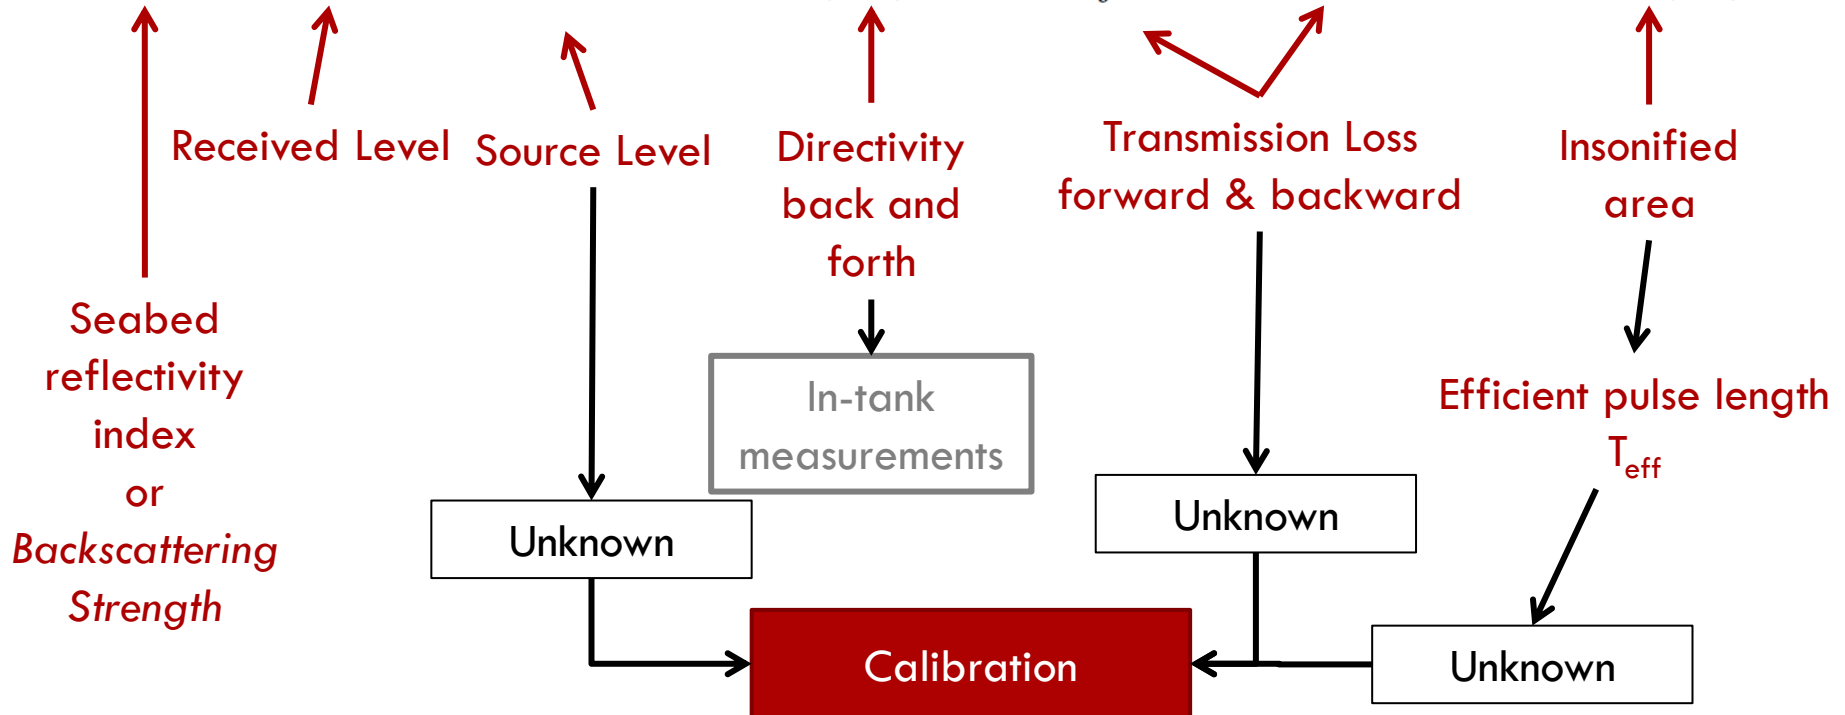 Received Level
Source Level
Directivity
back and
forth
Transmission Loss
forward & backward
Insonified
area
Seabed
reflectivity
index
or
Backscattering
Strength
In-tank
measurements
Efficient pulse length
T_eff
Unknown
Unknown
Unknown
Calibration